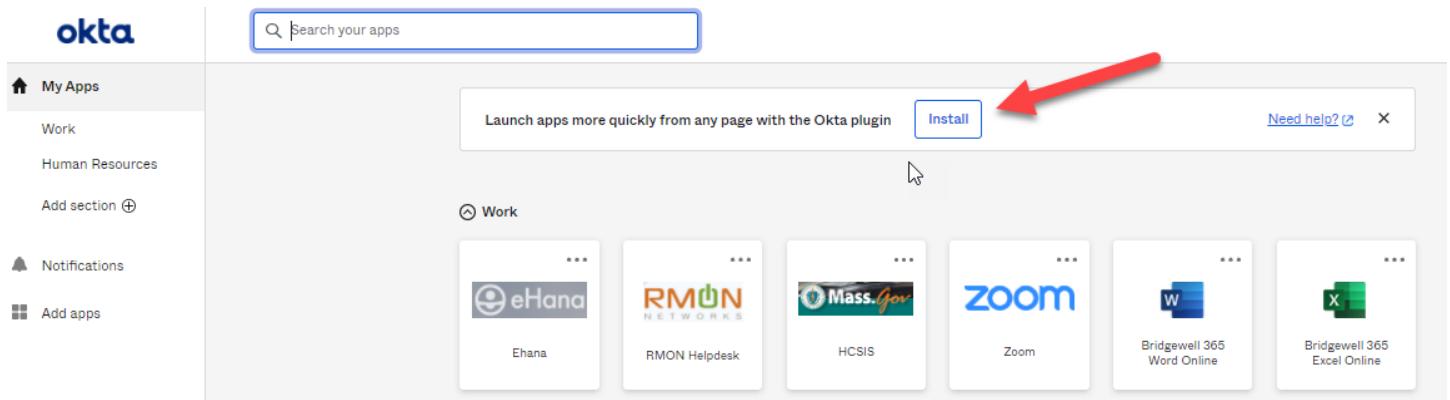 okta
Search your apps
My Apps
Work
Human Resources
Add section
Notifications
Add apps
Launch apps more quickly from any page with the Okta plugin
Install
Need help?
Work
eHana
Ehana
RMON
NETWORKS
RMON Helpdesk
Mass.Gov
HCSIS
zoom
Zoom
W
Bridgewell 365
Word Online
X
Bridgewell 365
Excel Online